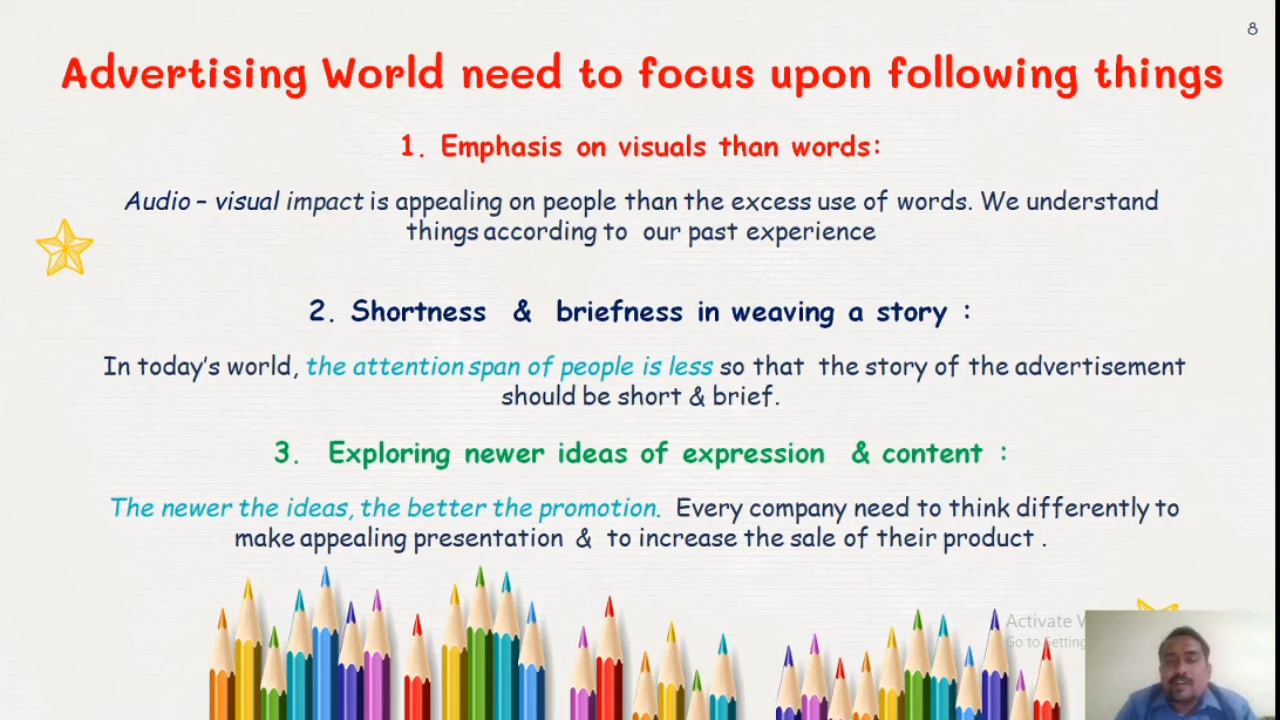 8
Advertising World need to focus upon following things
1. Emphasis on visuals than words:
Audio – visual impact is appealing on people than the excess use of words. We understand
things according to our past experience
2. Shortness & briefness in weaving a story :
In today's world, the attention span of people is less so that the story of the advertisement
should be short & brief.
3. Exploring newer ideas of expression & content :
The newer the ideas, the better the promotion. Every company need to think differently to
make appealing presentation & to increase the sale of their product .
Activate
Go to Setting